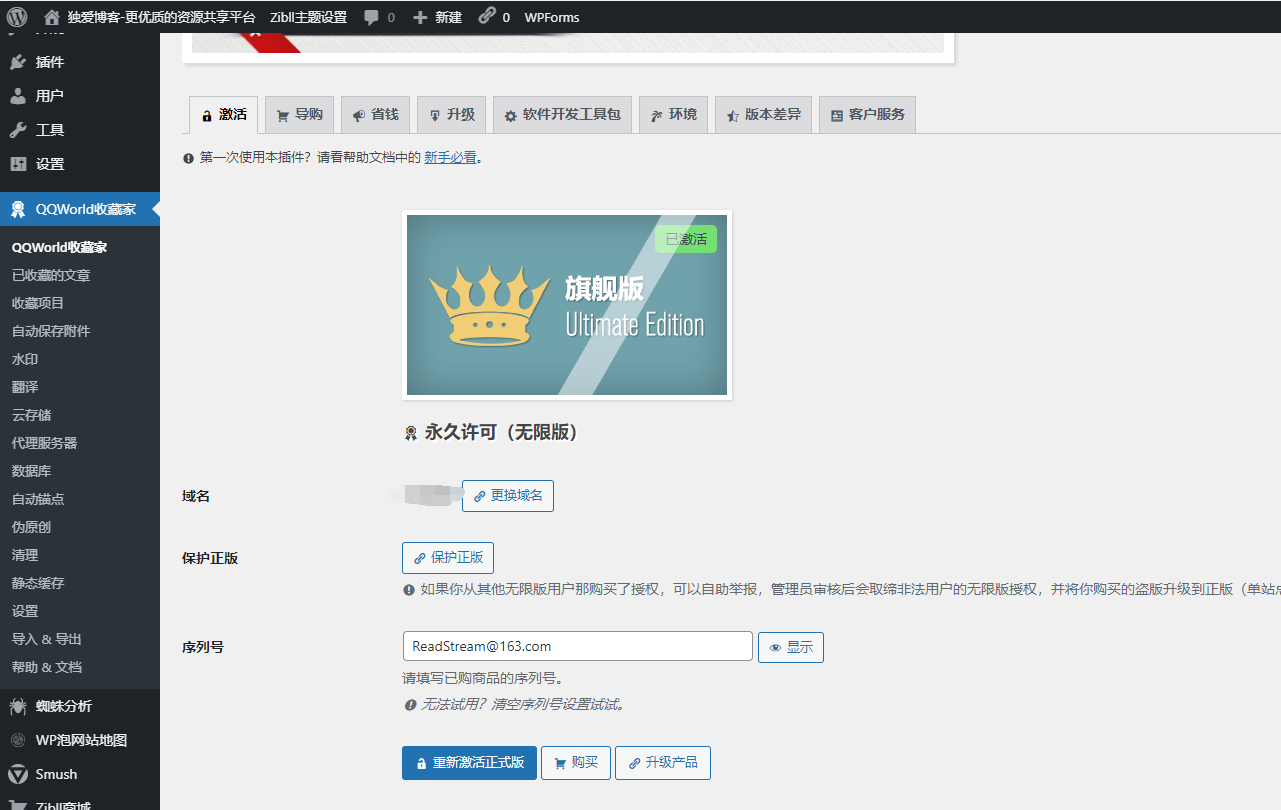 独爱博客-更优质的资源共享平台 Zibll主题设置 0 新建 0 WPForms
插件
用户
工具
设置
QQWorld收藏家
QQWorld收藏家
已收藏的文章
收藏项目
自动保存附件
水印
翻译
云存储
代理服务器
数据库
自动锚点
伪原创
清理
静态缓存
设置
导入 & 导出
帮助 & 文档
蜘蛛分析
WP泡网站地图
Smush
Zibll商城
激活 导购 省钱 升级 软件开发工具包 环境 版本差异 客户服务
第一次使用本插件？请看帮助文档中的 新手必看。
已激活
旗舰版
Ultimate Edition
永久许可（无限版）
域名 更换域名
保护正版 保护正版
如果你从其他无限版用户那购买了授权，可以自助举报，管理员审核后会取缔非法用户的无限版授权，并将你购买的盗版升级到正版（单站点
序列号 ReadStream@163.com 显示
请填写已购商品的序列号。
无法试用？清空序列号设置试试。
重新激活正式版 购买 升级产品